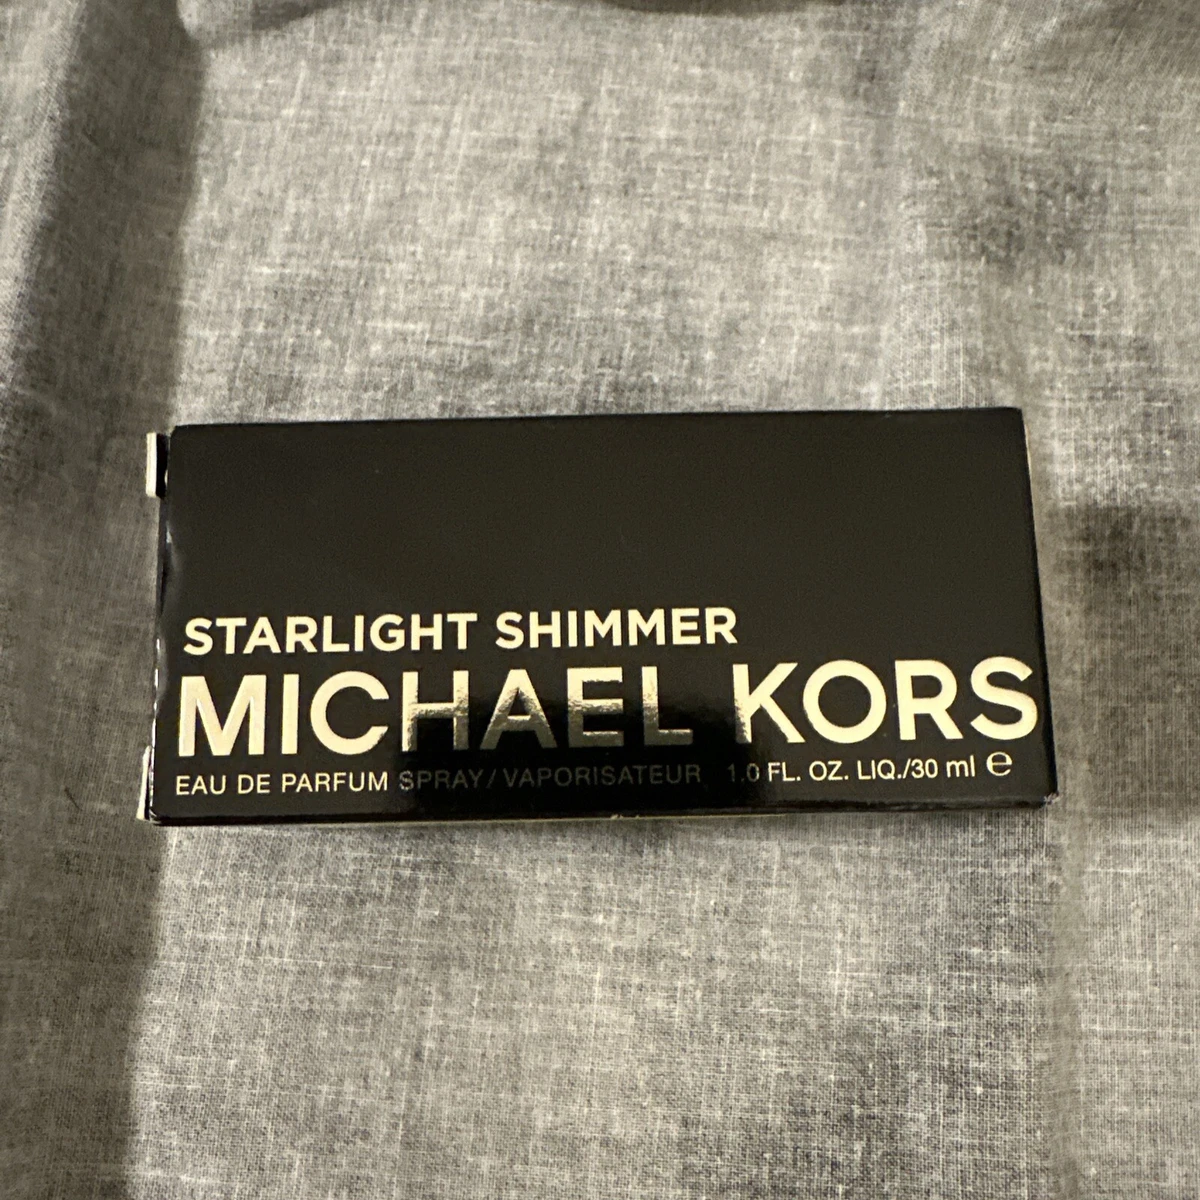 STARLIGHT SHIMMER
MICHAEL KORS
EAU DE PARFUM SPRAY/VAPORISATEUR 1.0 FL. OZ. LIQ./30 ml ℮